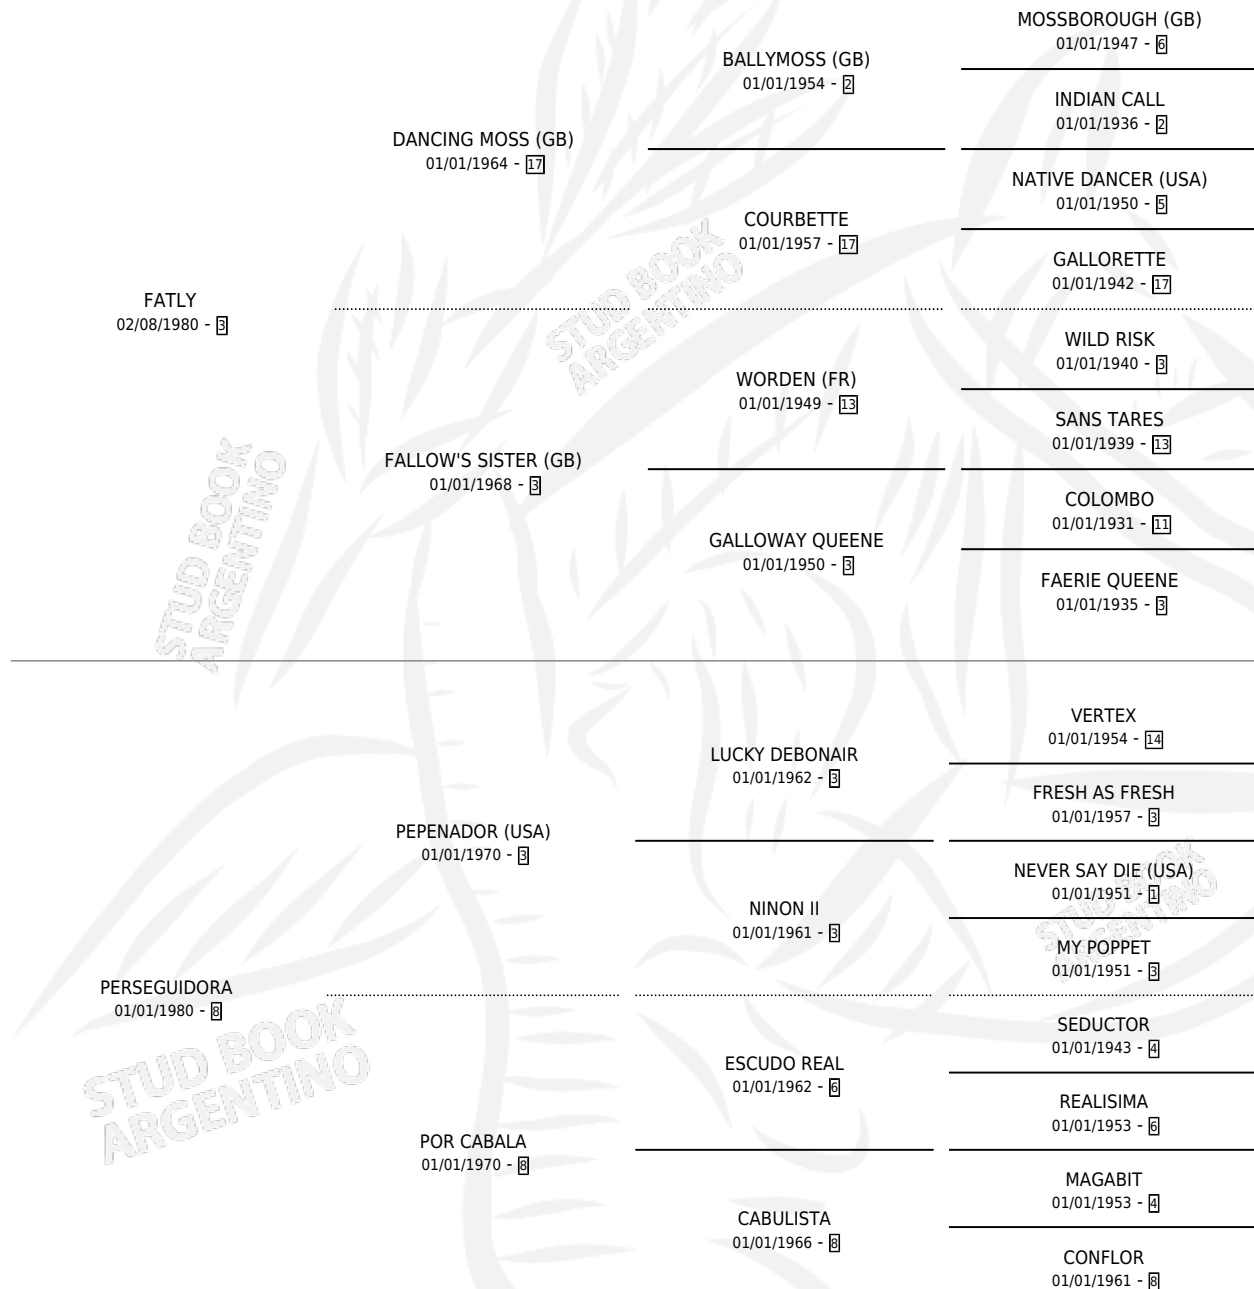 MOSSBOROUGH (GB)
01/01/1947 - 6
BALLYMOSS (GB)
01/01/1954 - 2
INDIAN CALL
01/01/1936 - 2
DANCING MOSS (GB)
01/01/1964 - 17
NATIVE DANCER (USA)
01/01/1950 - 5
COURBETTE
01/01/1957 - 17
GALLORETTE
01/01/1942 - 17
FATLY
02/08/1980 - 3
WILD RISK
01/01/1940 - 3
WORDEN (FR)
01/01/1949 - 13
SANS TARES
01/01/1939 - 13
FALLOW'S SISTER (GB)
01/01/1968 - 3
COLOMBO
01/01/1931 - 11
GALLOWAY QUEENE
01/01/1950 - 3
FAERIE QUEENE
01/01/1935 - 3
VERTEX
01/01/1954 - 14
LUCKY DEBONAIR
01/01/1962 - 3
FRESH AS FRESH
01/01/1957 - 3
PEPENADOR (USA)
01/01/1970 - 3
NEVER SAY DIE (USA)
01/01/1951 - 1
NINON II
01/01/1961 - 3
MY POPPET
01/01/1951 - 3
PERSEGUIDORA
01/01/1980 - 8
SEDUCTOR
01/01/1943 - 4
ESCUDO REAL
01/01/1962 - 6
REALISIMA
01/01/1953 - 6
POR CABALA
01/01/1970 - 8
MAGABIT
01/01/1953 - 4
CABULISTA
01/01/1966 - 8
CONFLOR
01/01/1961 - 8
STUD BOOK
ARGENTINO
STUD BOOK
ARGENTINO
STUD BOOK
ARGENTINO
STUD BOOK
ARGENTINO